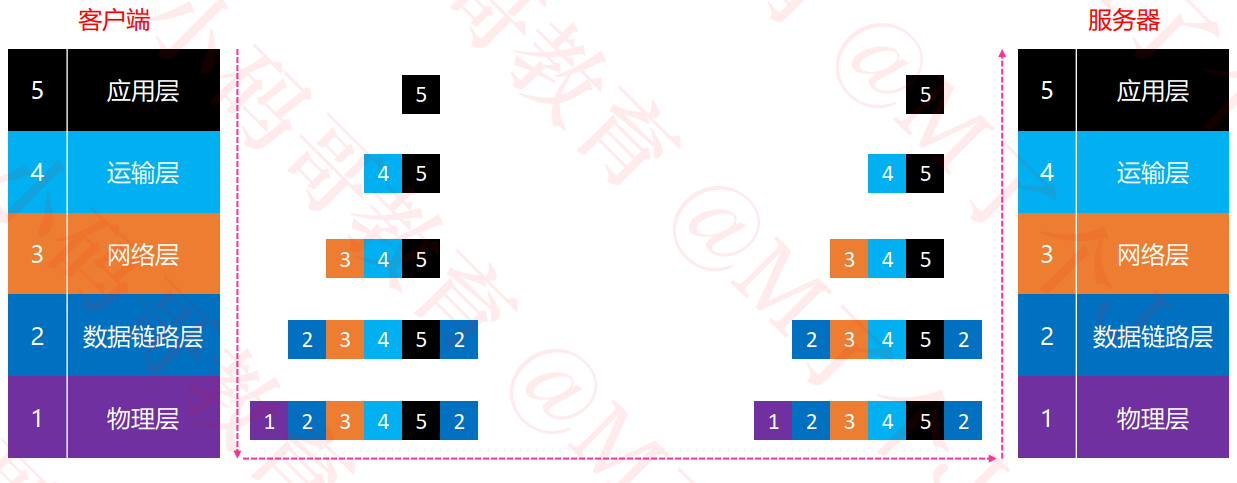 客户端 服务器
5 应用层 5 5 5 应用层
4 运输层 4 5 4 5 4 运输层
3 网络层 3 4 5 3 4 5 3 网络层
2 数据链路层 2 3 4 5 2 2 3 4 5 2 2 数据链路层
1 物理层 1 2 3 4 5 2 1 2 3 4 5 2 1 物理层
小码哥教育 @M了个J